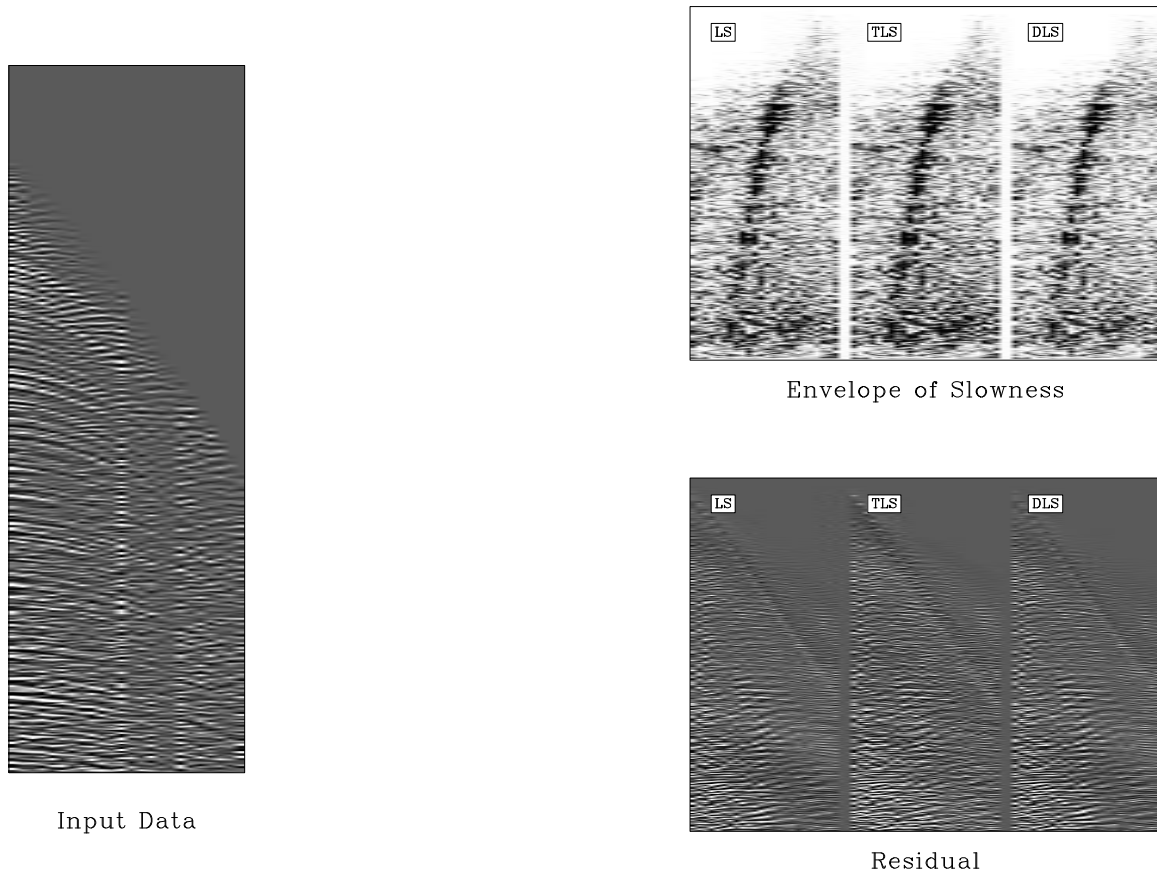 LS
TLS
DLS
Envelope of Slowness
LS
TLS
DLS
Input Data
Residual